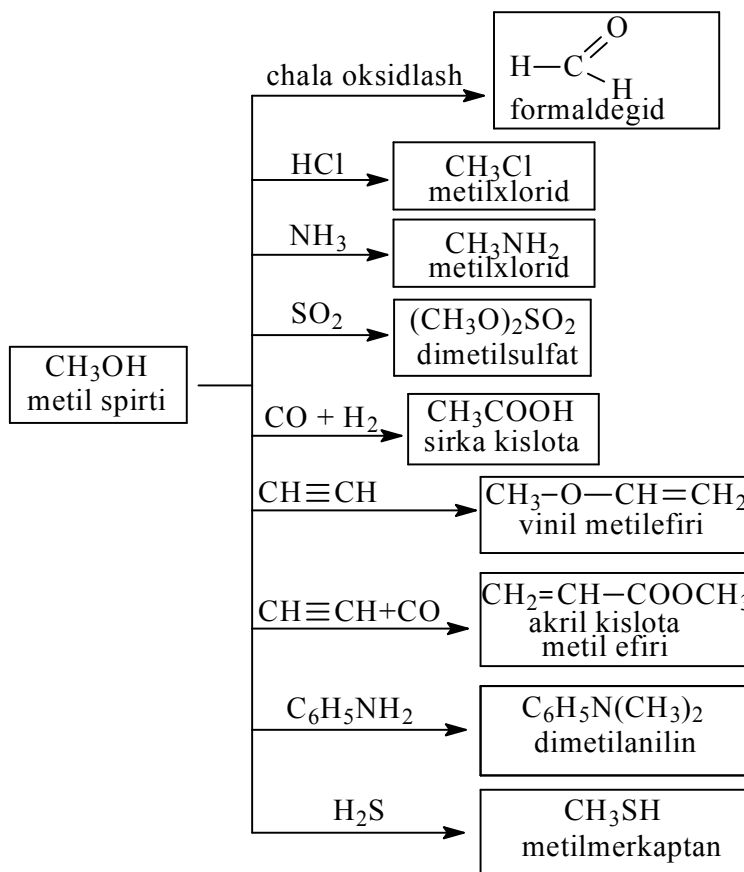 O
H–C
H
chala oksidlash
formaldegid
HCl
CH₃Cl
metilxlorid
NH₃
CH₃NH₂
metilxlorid
SO₂
(CH₃O)₂SO₂
dimetilsulfat
CH₃OH
metil spirti
CO + H₂
CH₃COOH
sirka kislota
CH≡CH
CH₃–O–CH=CH₂
vinil metilefiri
CH≡CH+CO
CH₂=CH–COOCH₃
akril kislota
metil efiri
C₆H₅NH₂
C₆H₅N(CH₃)₂
dimetilanilin
H₂S
CH₃SH
metilmerkaptan